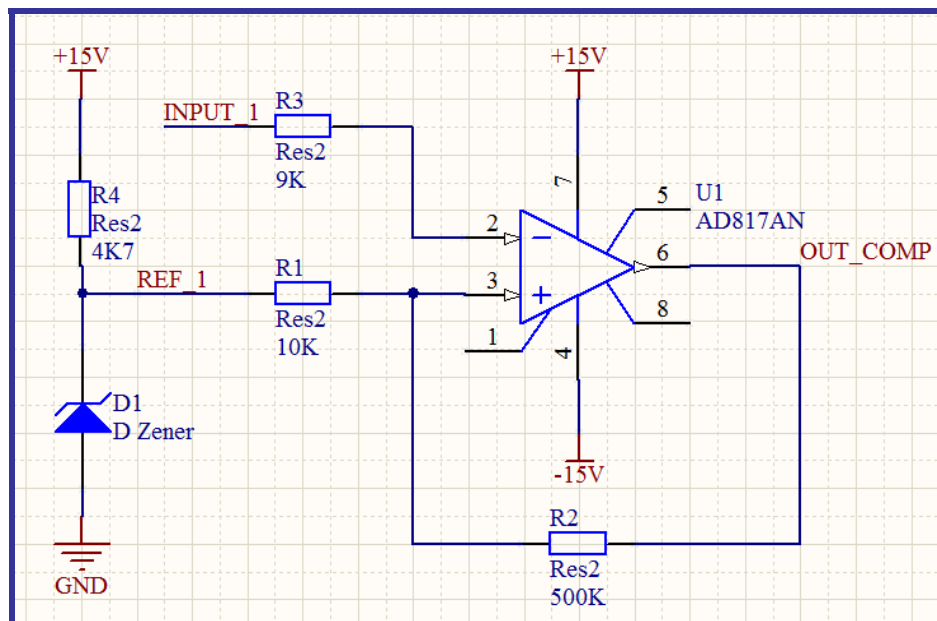 +15V
+15V
INPUT_1
R3
Res2
9K
R4
Res2
4K7
7
5
U1
AD817AN
2
6
OUT_COMP
REF_1
R1
Res2
10K
3
8
1
4
D1
D Zener
-15V
R2
Res2
500K
GND